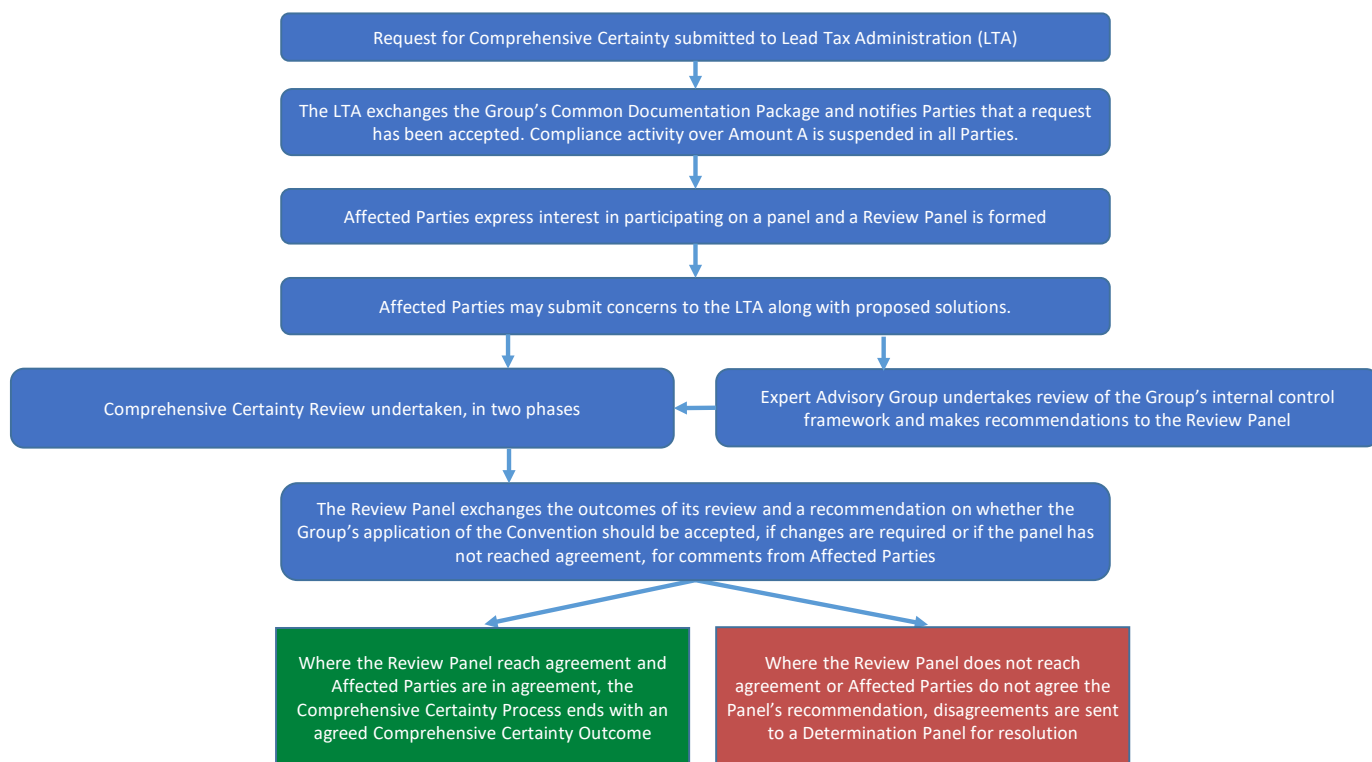 Request for Comprehensive Certainty submitted to Lead Tax Administration (LTA)
The LTA exchanges the Group’s Common Documentation Package and notifies Parties that a request
has been accepted. Compliance activity over Amount A is suspended in all Parties.
Affected Parties express interest in participating on a panel and a Review Panel is formed
Affected Parties may submit concerns to the LTA along with proposed solutions.
Comprehensive Certainty Review undertaken, in two phases
Expert Advisory Group undertakes review of the Group’s internal control
framework and makes recommendations to the Review Panel
The Review Panel exchanges the outcomes of its review and a recommendation on whether the
Group’s application of the Convention should be accepted, if changes are required or if the panel has
not reached agreement, for comments from Affected Parties
Where the Review Panel reach agreement and
Affected Parties are in agreement, the
Comprehensive Certainty Process ends with an
agreed Comprehensive Certainty Outcome
Where the Review Panel does not reach
agreement or Affected Parties do not agree the
Panel’s recommendation, disagreements are sent
to a Determination Panel for resolution